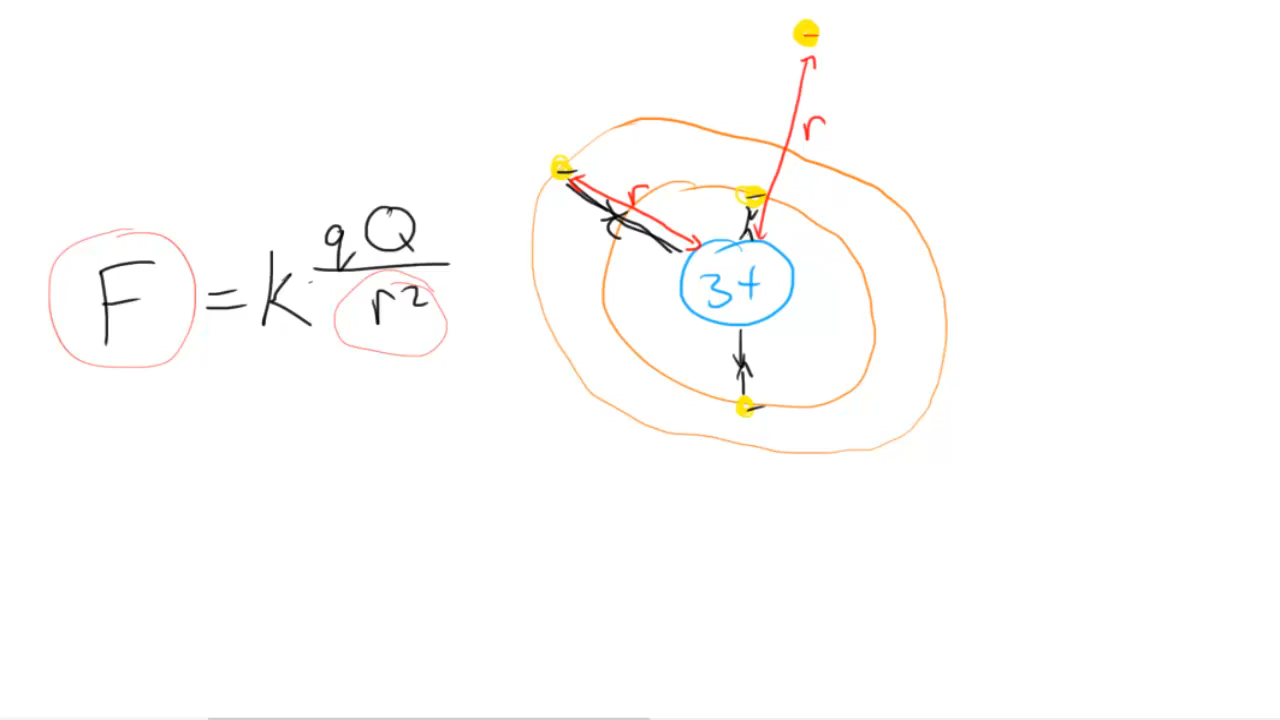 F = k · qQ / r²
r
r
3+
-
-
-
-